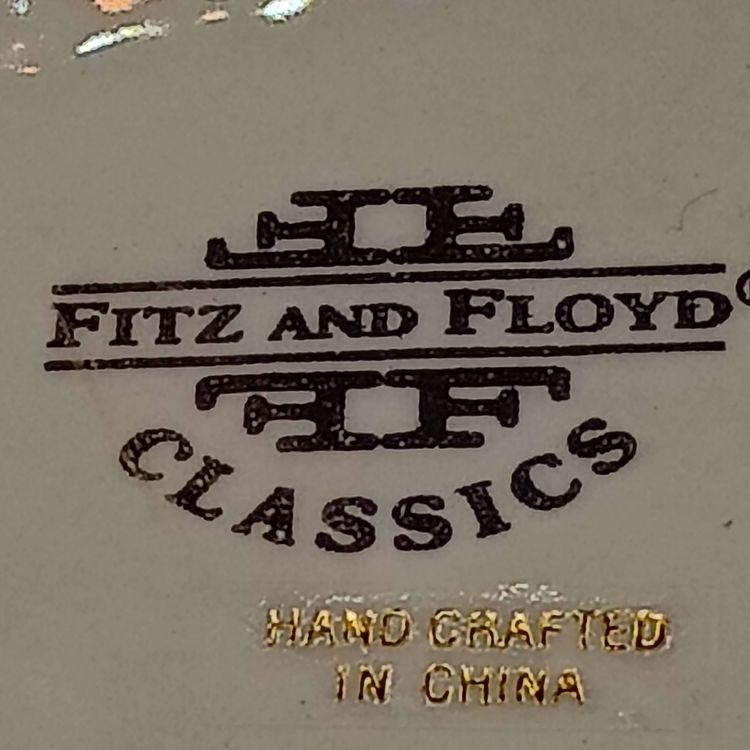 FITZ AND FLOYD
CLASSICS
HAND CRAFTED
IN CHINA